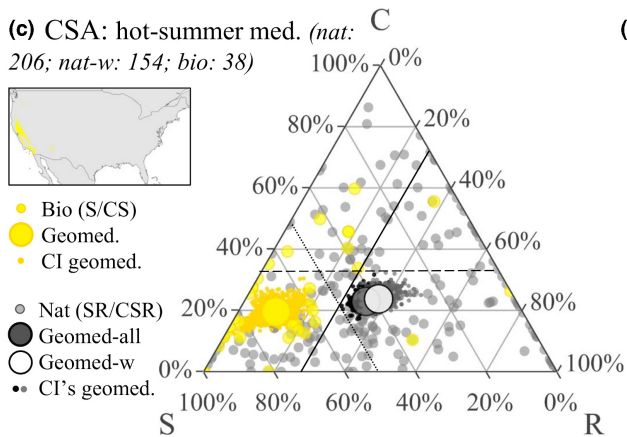 (c) CSA: hot-summer med. (nat:
206; nat-w: 154; bio: 38)
(
C
100%
0%
80%
20%
60%
40%
40%
60%
20%
80%
0%
100%
Bio (S/CS)
Geomed.
CI geomed.
Nat (SR/CSR)
Geomed-all
Geomed-w
CI's geomed.
100%
80%
60%
40%
20%
0%
S
R